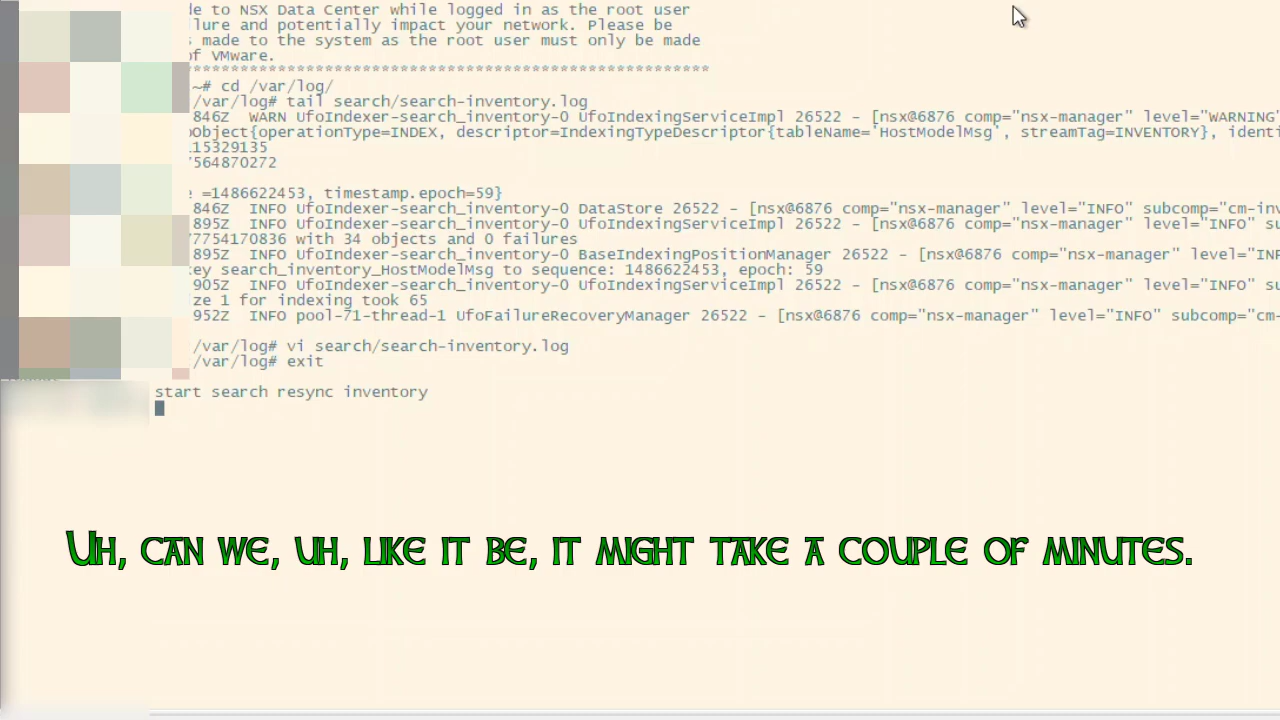 to NSX Data Center while logged in as the root user
and potentially impact your network. Please be
made to the system as the root user must only be made
of VMware.
********************************************************
~# cd /var/log/
/var/log# tail search/search-inventory.log
846Z  WARN UfoIndexer-search_inventory-0 UfoIndexingServiceImpl 26522 - [nsx@6876 comp="nsx-manager" level="WARNING"
Object{operationType=INDEX, descriptor=IndexingTypeDescriptor{tableName='HostModelMsg', streamTag=INVENTORY}, identi
115329135
7564870272
=1486622453, timestamp.epoch=59}
846Z  INFO UfoIndexer-search_inventory-0 DataStore 26522 - [nsx@6876 comp="nsx-manager" level="INFO" subcomp="cm-inv
895Z  INFO UfoIndexer-search_inventory-0 UfoIndexingServiceImpl 26522 - [nsx@6876 comp="nsx-manager" level="INFO" su
77754170836 with 34 objects and 0 failures
895Z  INFO UfoIndexer-search_inventory-0 BaseIndexingPositionManager 26522 - [nsx@6876 comp="nsx-manager" level="INF
key search_inventory_HostModelMsg to sequence: 1486622453, epoch: 59
905Z  INFO UfoIndexer-search_inventory-0 UfoIndexingServiceImpl 26522 - [nsx@6876 comp="nsx-manager" level="INFO" su
ze 1 for indexing took 65
952Z  INFO pool-71-thread-1 UfoFailureRecoveryManager 26522 - [nsx@6876 comp="nsx-manager" level="INFO" subcomp="cm-
/var/log# vi search/search-inventory.log
/var/log# exit
start search resync inventory
Uh, can we, uh, like it be, it might take a couple of minutes.